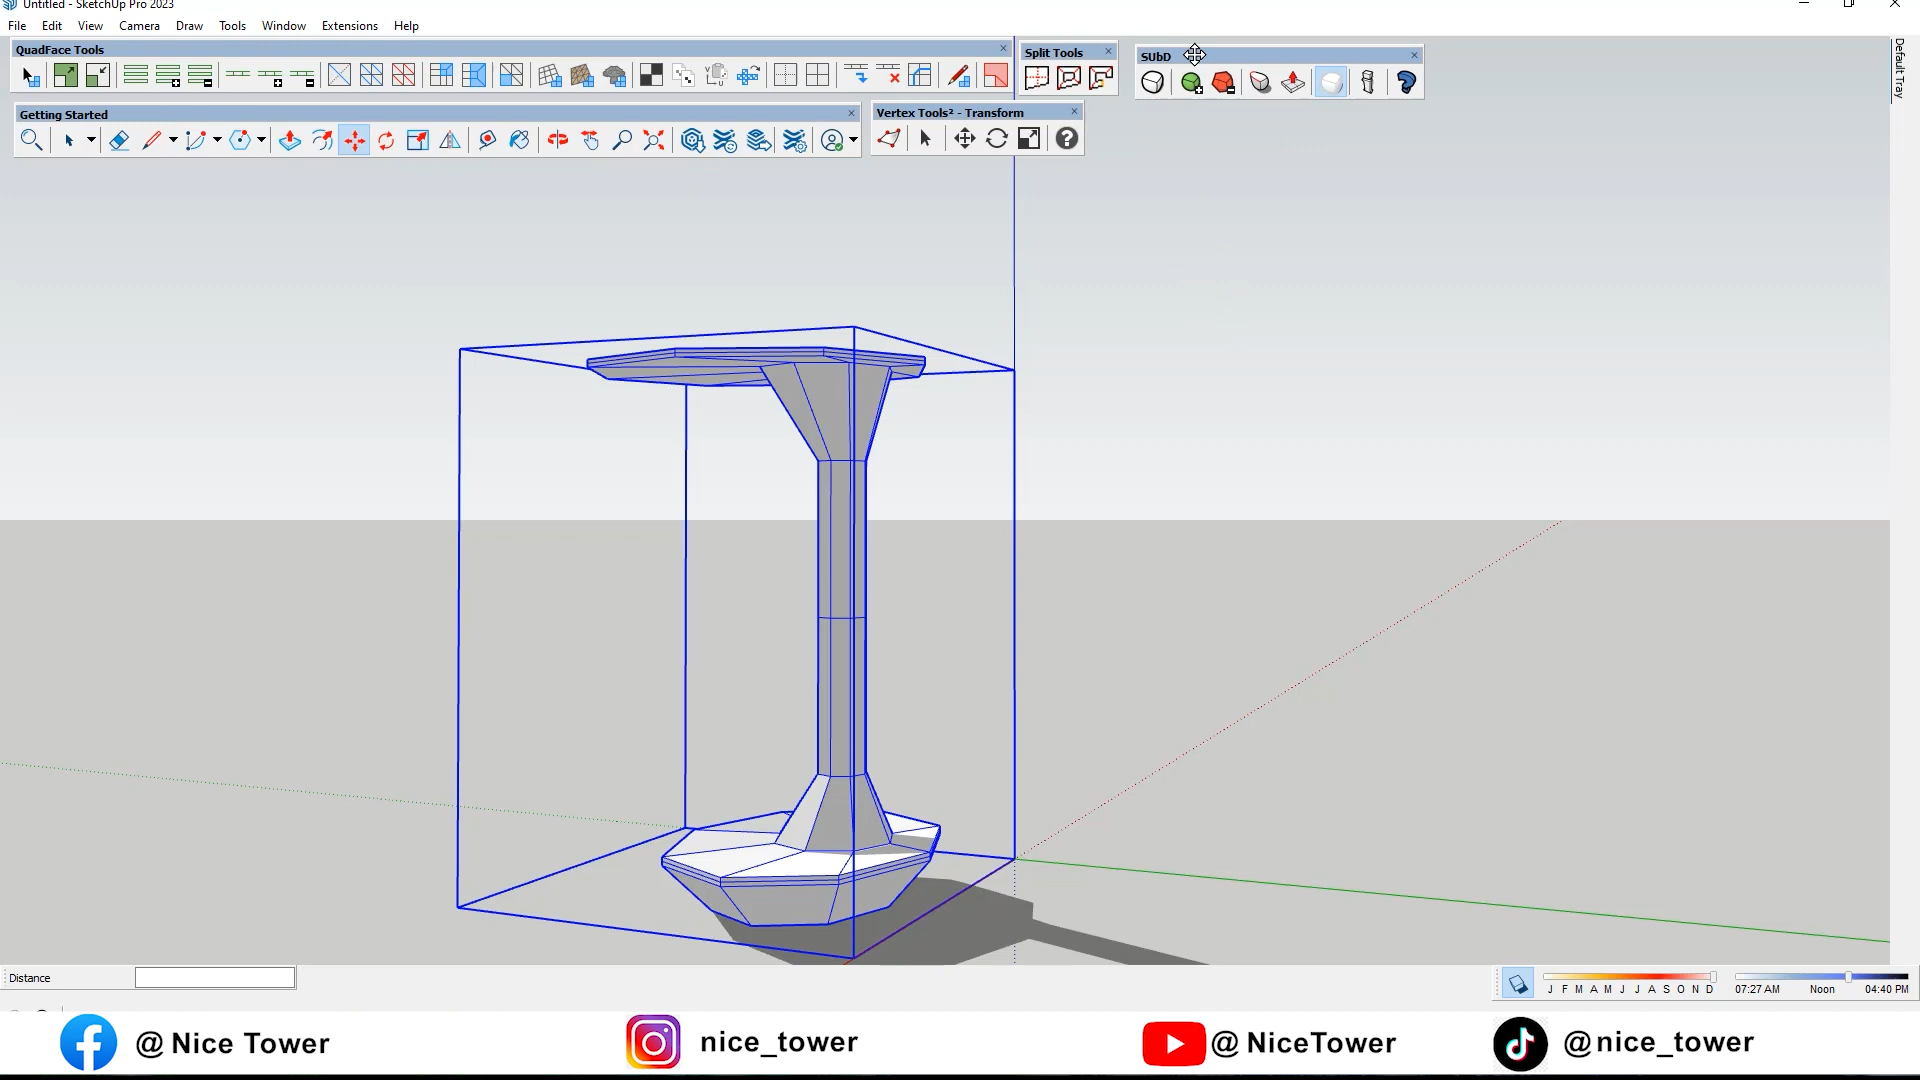 Untitled - SketchUp Pro 2023
File Edit View Camera Draw Tools Window Extensions Help
QuadFace Tools
Split Tools
SUbD
Default Tray
Getting Started
Vertex Tools² - Transform
Distance
J F M A M J J A S O N D
07:27 AM Noon 04:40 PM
@ Nice Tower
nice_tower
@ NiceTower
@nice_tower